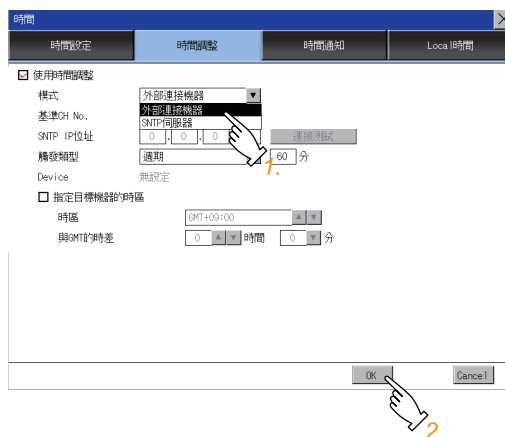 時間
時間設定 時間調整 時間通知 Local時間
使用時間調整
模式 外部連接機器
外部連接機器
基準CH No.
SNTP伺服器
SNTP IP位址 0 . 0 . 0 連接測試
觸發類型 週期 60 分
1.
Device 無設定
指定目標機器的時區
時區 GMT+09:00
與GMT的時差 0 時間 0 分
OK Cancel
2